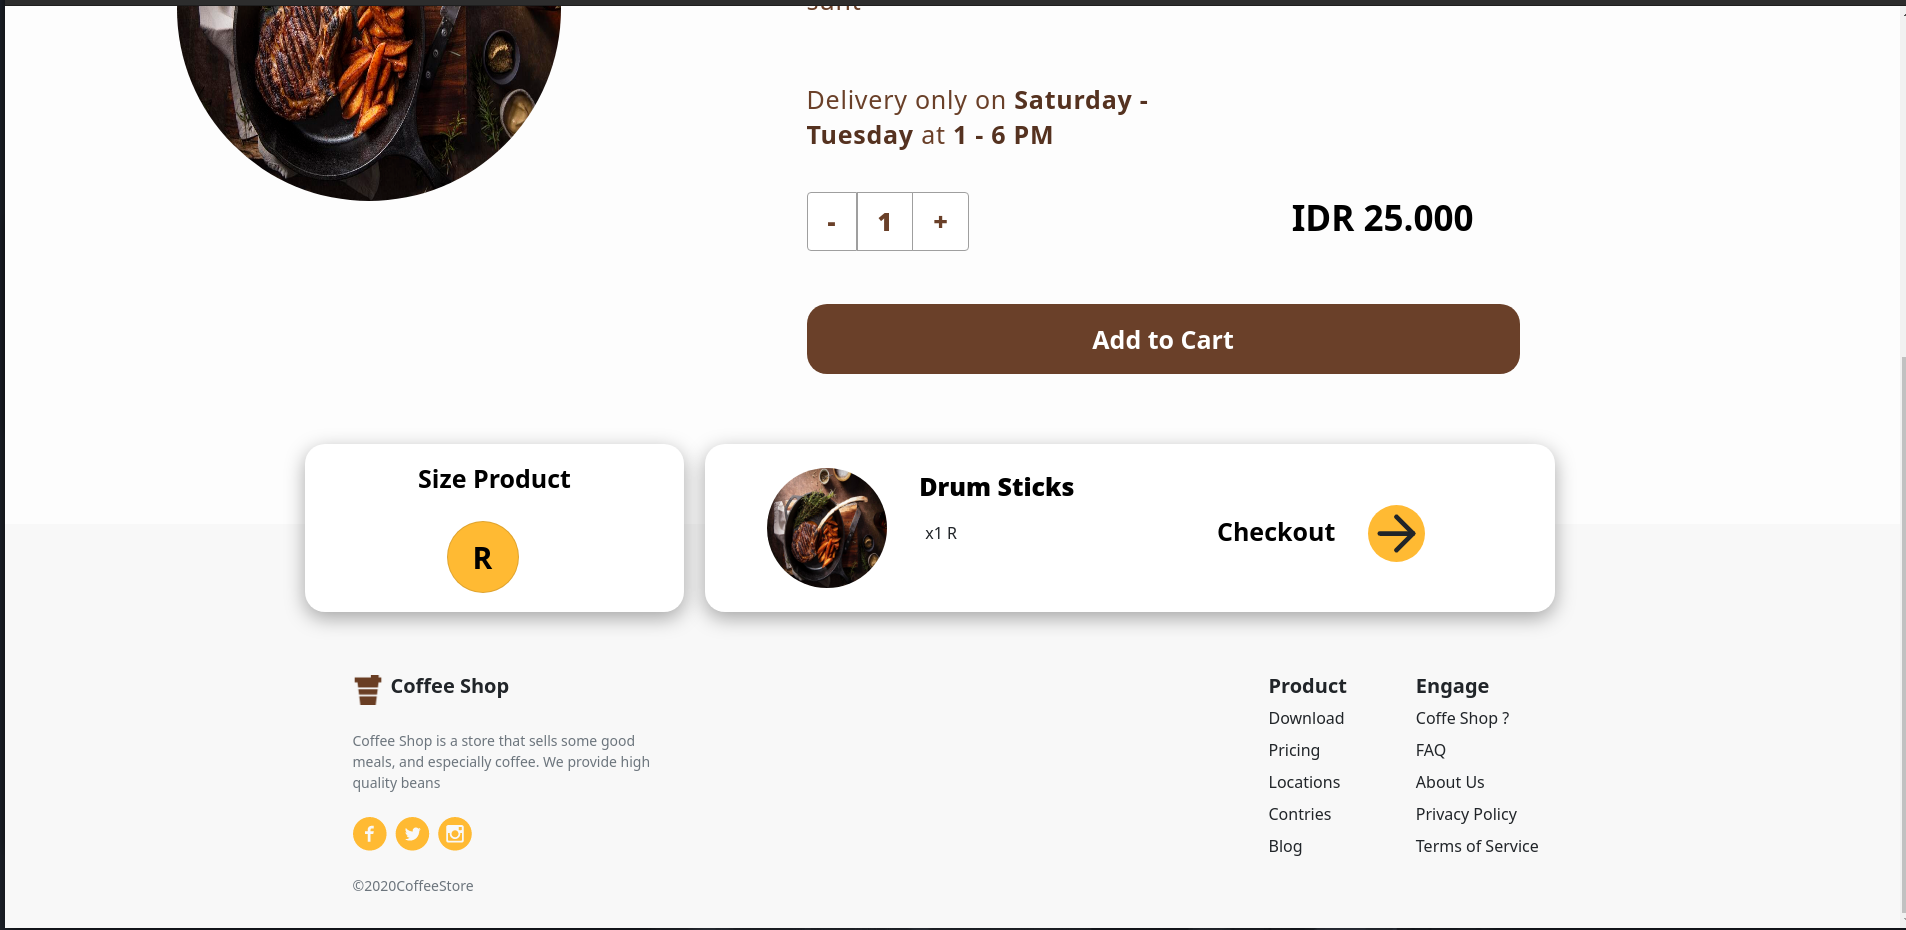 sunt
Delivery only on Saturday -
Tuesday at 1 - 6 PM
- 1 +
IDR 25.000
Add to Cart
Size Product
R
Drum Sticks
x1 R
Checkout
Coffee Shop
Coffee Shop is a store that sells some good
meals, and especially coffee. We provide high
quality beans
©2020CoffeeStore
Product
Download
Pricing
Locations
Contries
Blog
Engage
Coffe Shop ?
FAQ
About Us
Privacy Policy
Terms of Service